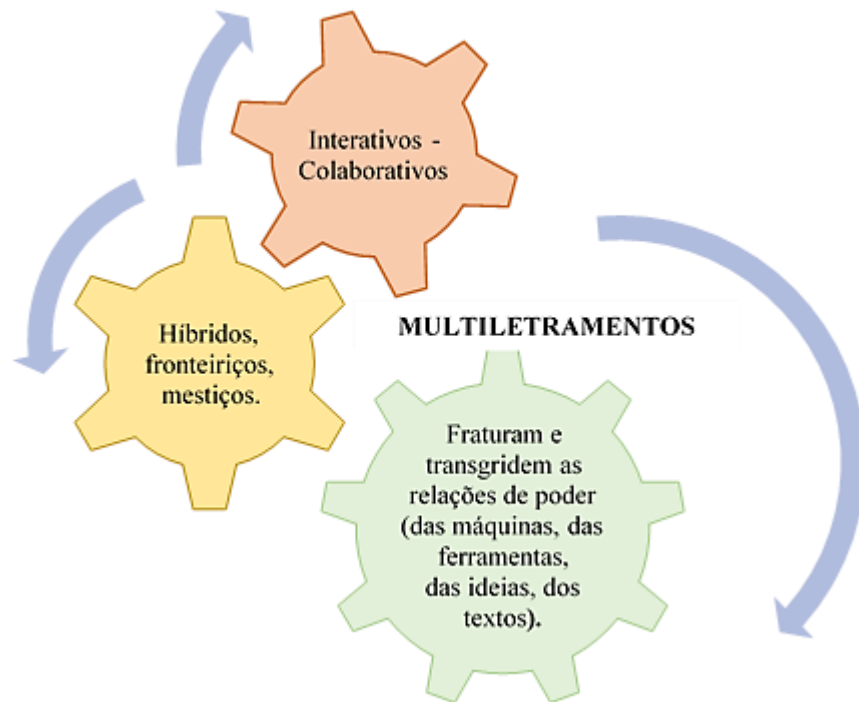 Interativos -
Colaborativos
Híbridos,
fronteiriços,
mestiços.
MULTILETRAMENTOS
Fraturam e
transgridem as
relações de poder
(das máquinas, das
ferramentas,
das ideias, dos
textos).